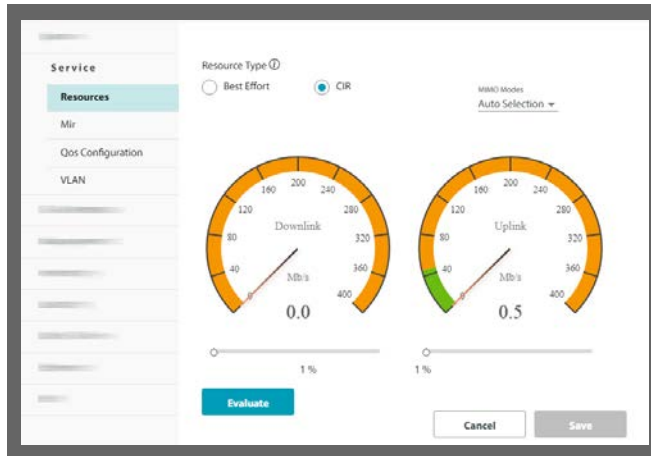 Service
Resources
Mir
Qos Configuration
VLAN
Resource Type
Best Effort
CIR
MIMO Modes
Auto Selection
0
40
80
120
160
200
240
280
320
360
400
Downlink
Mb/s
0.0
0
40
80
120
160
200
240
280
320
360
400
Uplink
Mb/s
0.5
1 %
1 %
Evaluate
Cancel
Save